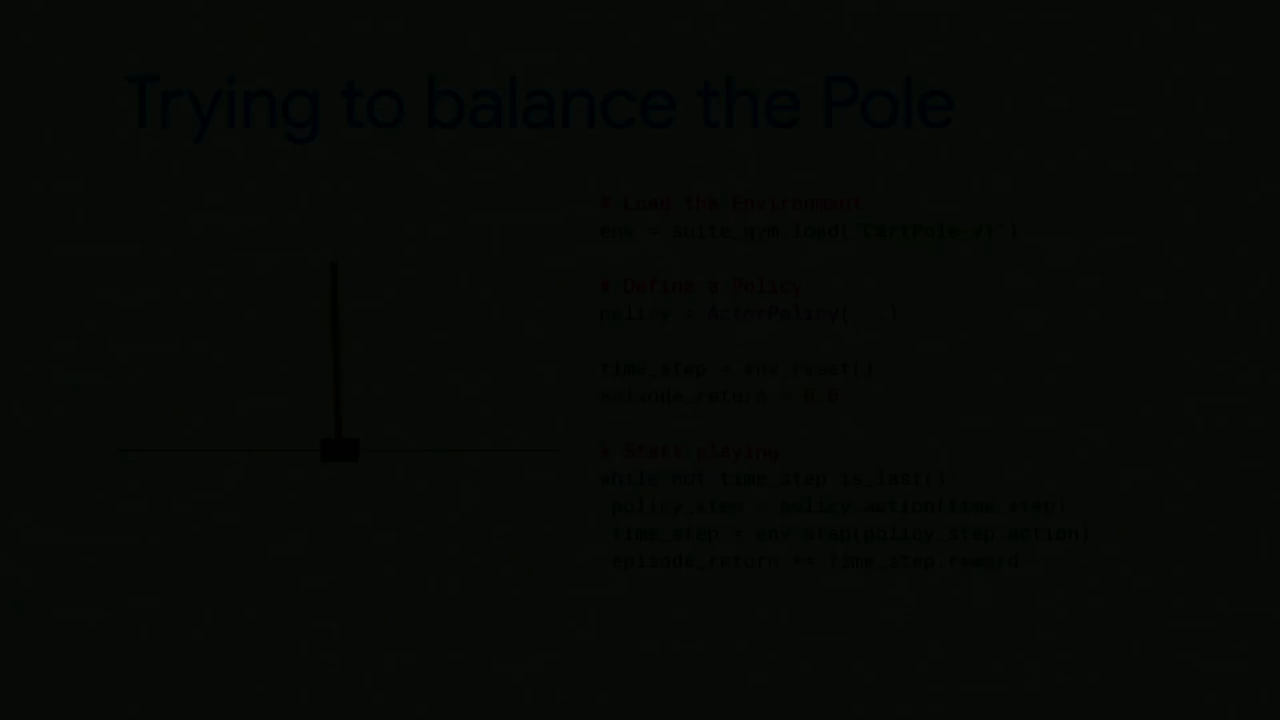 Trying to balance the Pole
# Load the Environment
env = suite_gym.load('CartPole-v1')
# Define a Policy
policy = ActorPolicy(...)
time_step = env.reset()
episode_return = 0.0
# Start playing
while not time_step.is_last():
policy_step = policy.action(time_step)
time_step = env.step(policy_step.action)
episode_return += time_step.reward